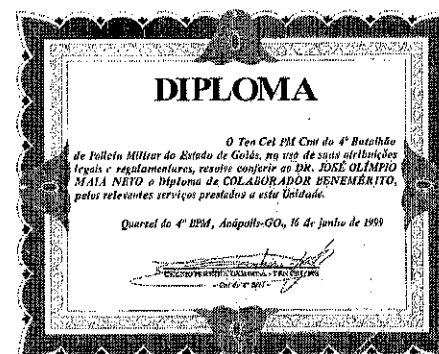 DIPLOMA
O Ten Cel PM Cmt do 4º Batalhão
de Polícia Militar do Estado de Goiás, no uso de suas atribuições
legais e regulamentares, resolve conferir ao DR. JOSÉ OLÍMPIO
MAIA NETO o Diploma de COLABORADOR BENEMÉRITO,
pelos relevantes serviços prestados a esta Unidade.
Quartel do 4º BPM, Anápolis-GO, 16 de junho de 1999